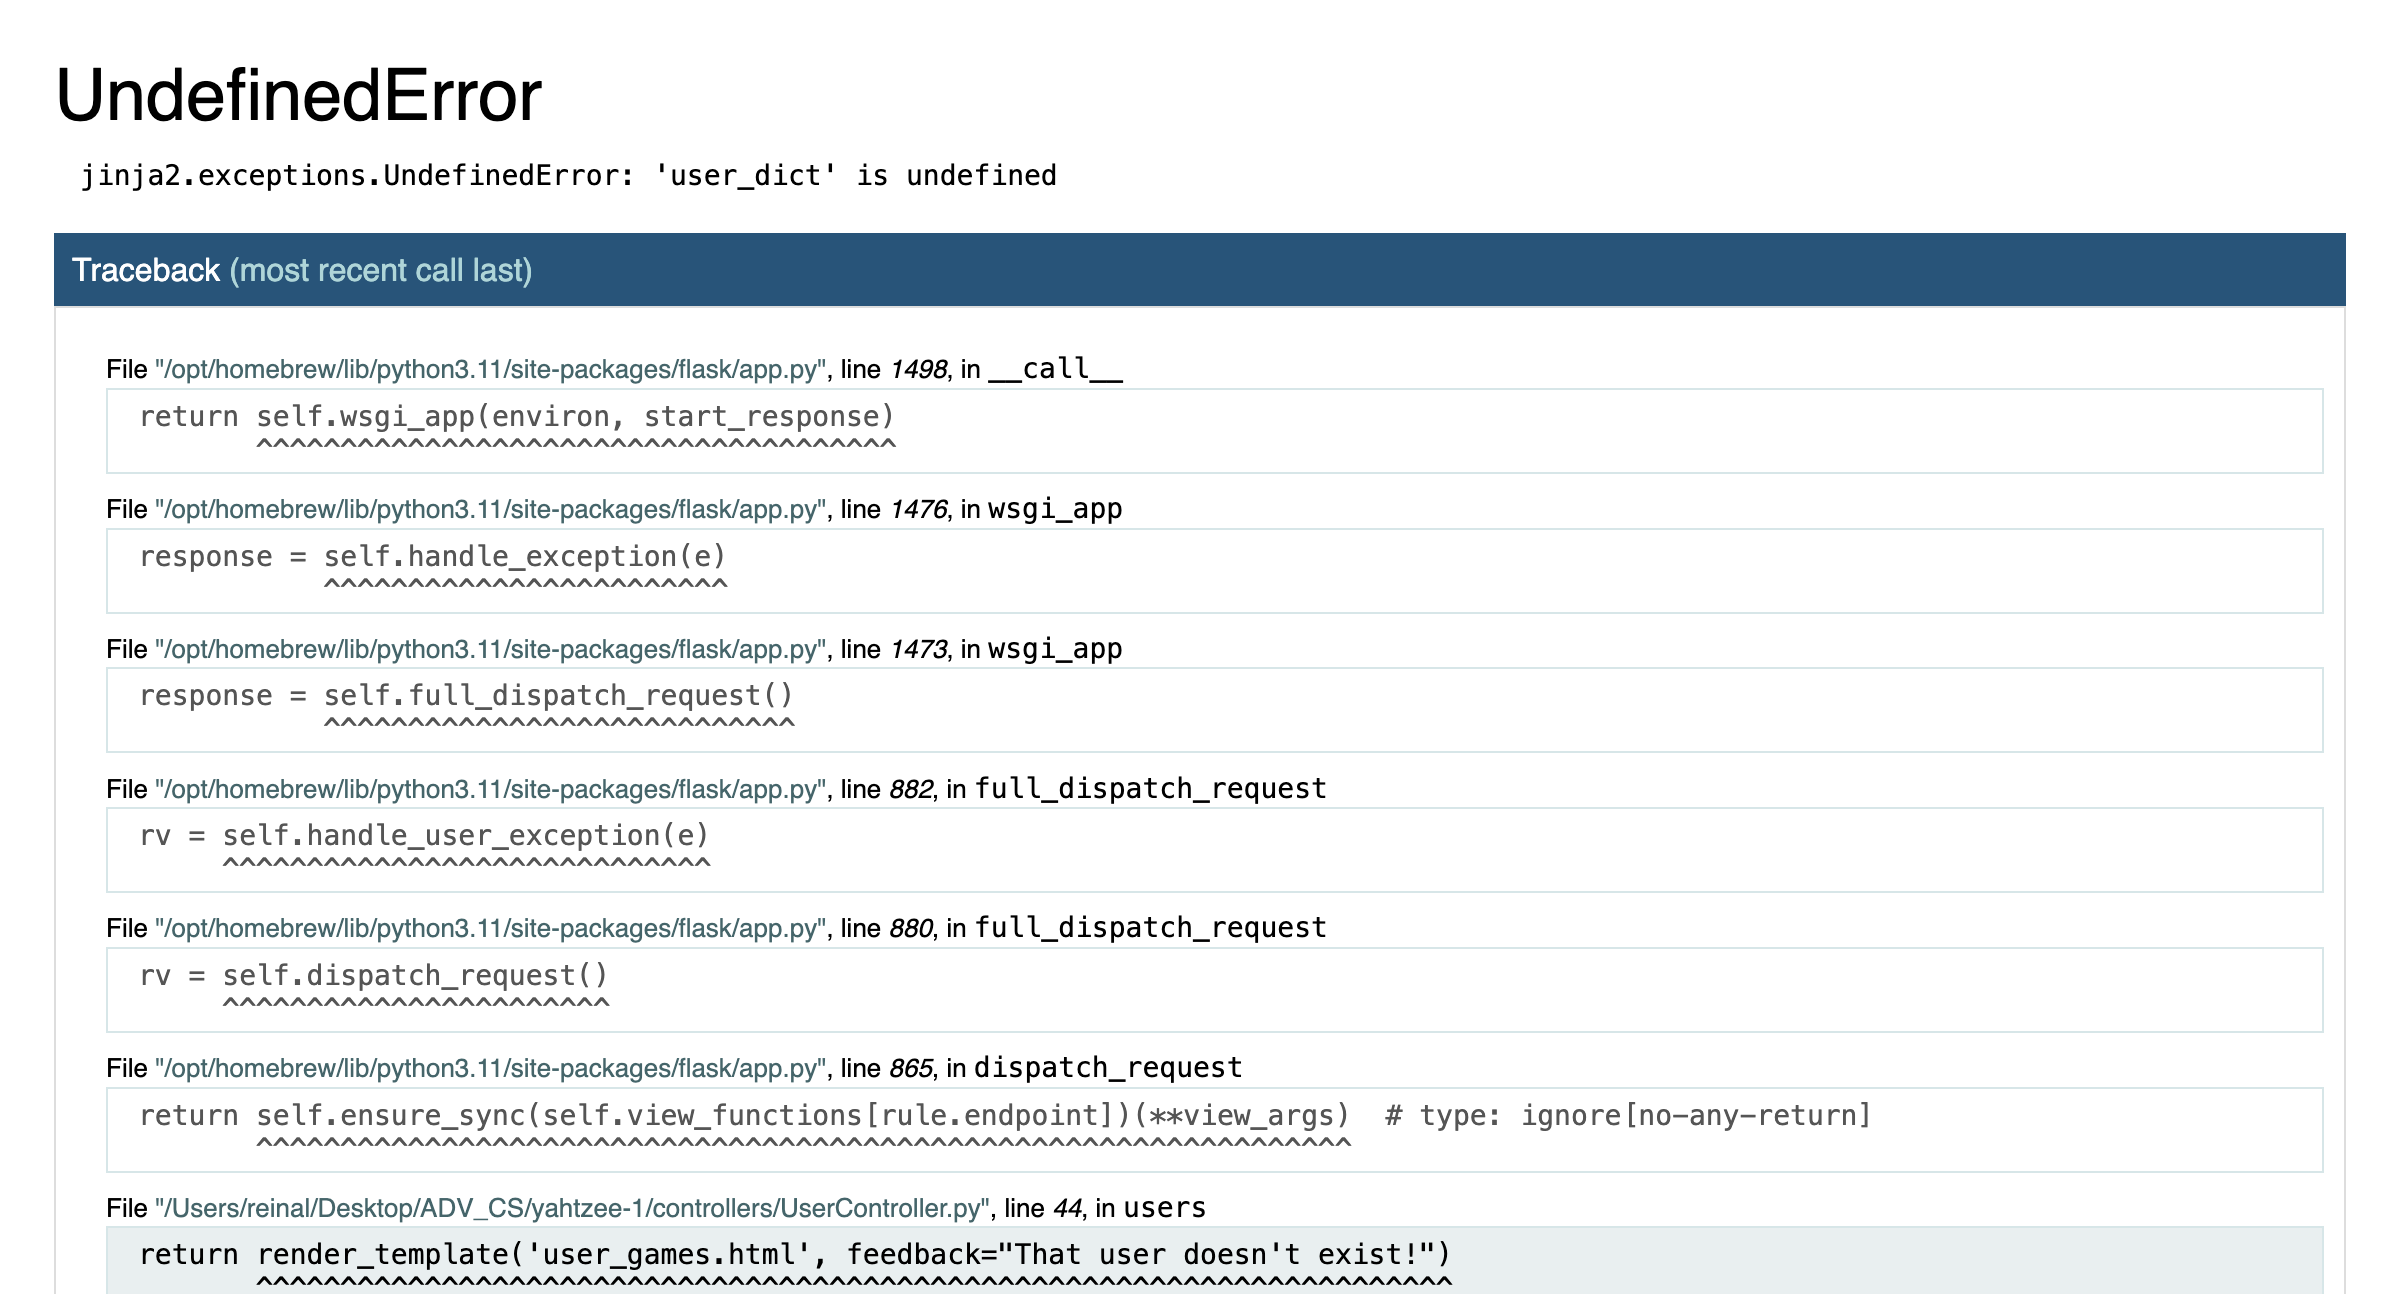 UndefinedError
jinja2.exceptions.UndefinedError: 'user_dict' is undefined
Traceback (most recent call last)
File "/opt/homebrew/lib/python3.11/site-packages/flask/app.py", line 1498, in __call__
return self.wsgi_app(environ, start_response)
^^^^^^^^^^^^^^^^^^^^^^^^^^^^^^^^^^^^^^
File "/opt/homebrew/lib/python3.11/site-packages/flask/app.py", line 1476, in wsgi_app
response = self.handle_exception(e)
^^^^^^^^^^^^^^^^^^^^^^^^
File "/opt/homebrew/lib/python3.11/site-packages/flask/app.py", line 1473, in wsgi_app
response = self.full_dispatch_request()
^^^^^^^^^^^^^^^^^^^^^^^^^^^^
File "/opt/homebrew/lib/python3.11/site-packages/flask/app.py", line 882, in full_dispatch_request
rv = self.handle_user_exception(e)
^^^^^^^^^^^^^^^^^^^^^^^^^^^^^
File "/opt/homebrew/lib/python3.11/site-packages/flask/app.py", line 880, in full_dispatch_request
rv = self.dispatch_request()
^^^^^^^^^^^^^^^^^^^^^^^
File "/opt/homebrew/lib/python3.11/site-packages/flask/app.py", line 865, in dispatch_request
return self.ensure_sync(self.view_functions[rule.endpoint])(**view_args)  # type: ignore[no-any-return]
^^^^^^^^^^^^^^^^^^^^^^^^^^^^^^^^^^^^^^^^^^^^^^^^^^^^^^^^^^^^^^^^^
File "/Users/reinal/Desktop/ADV_CS/yahtzee-1/controllers/UserController.py", line 44, in users
return render_template('user_games.html', feedback="That user doesn't exist!")
^^^^^^^^^^^^^^^^^^^^^^^^^^^^^^^^^^^^^^^^^^^^^^^^^^^^^^^^^^^^^^^^^^^^^^^